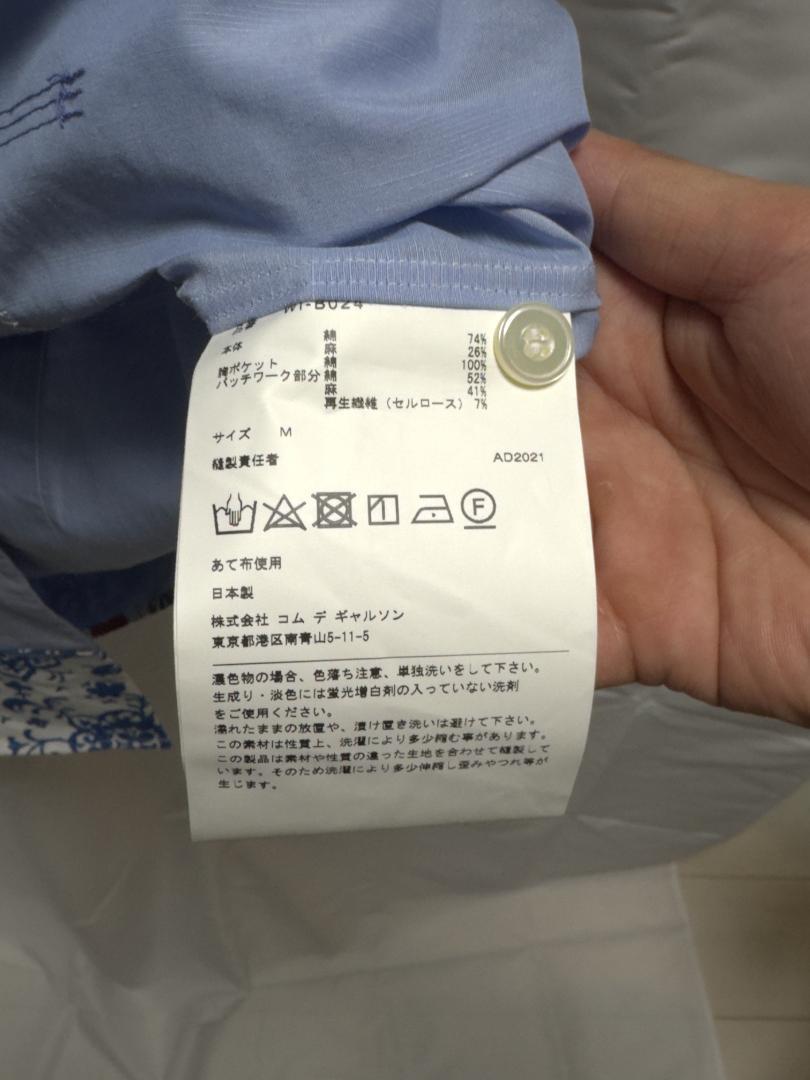 品番 WI-B024
本体 綿 74%
麻 26%
胸ポケット 綿 100%
パッチワーク部分 綿 52%
麻 41%
再生繊維（セルロース） 7%
サイズ M
縫製責任者 AD2021
F
あて布使用
日本製
株式会社 コム デ ギャルソン
東京都港区南青山5-11-5
濃色物の場合、色落ち注意、単独洗いをして下さい。
生成り・淡色には蛍光増白剤の入っていない洗剤
をご使用ください。
濡れたままの放置や、漬け置き洗いは避けて下さい。
この素材は性質上、洗濯により多少縮む事があります。
この製品は素材や性質の違った生地を合わせて縫製して
います。そのため洗濯により多少伸縮し歪みやつれ等が
生じます。